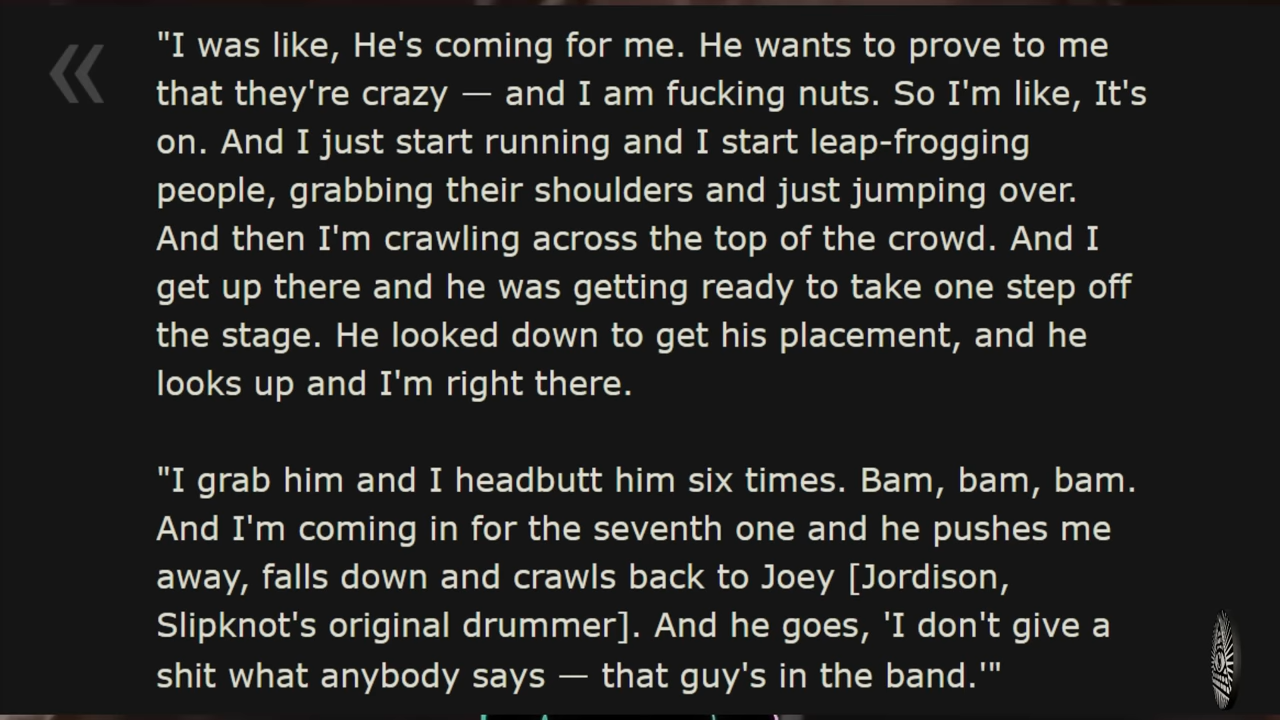 "I was like, He's coming for me. He wants to prove to me
that they're crazy — and I am fucking nuts. So I'm like, It's
on. And I just start running and I start leap-frogging
people, grabbing their shoulders and just jumping over.
And then I'm crawling across the top of the crowd. And I
get up there and he was getting ready to take one step off
the stage. He looked down to get his placement, and he
looks up and I'm right there.
"I grab him and I headbutt him six times. Bam, bam, bam.
And I'm coming in for the seventh one and he pushes me
away, falls down and crawls back to Joey [Jordison,
Slipknot's original drummer]. And he goes, 'I don't give a
shit what anybody says — that guy's in the band.'"